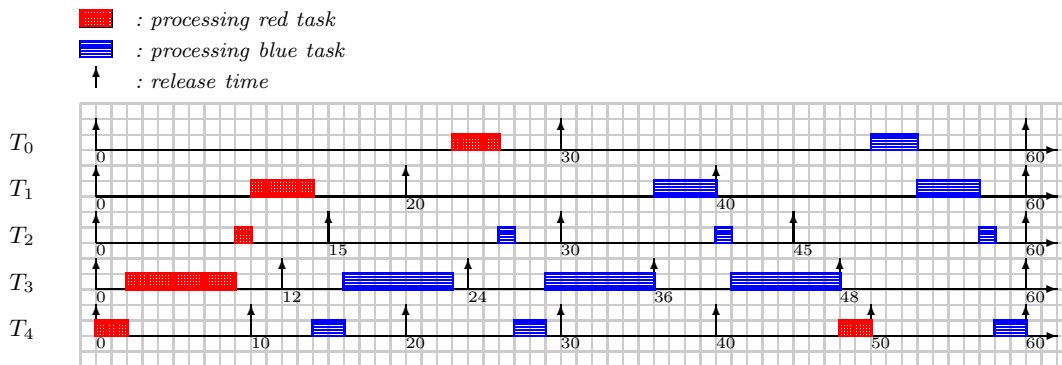 : processing red task
: processing blue task
: release time
T₀
0 30 60
T₁
0 20 40 60
T₂
0 15 30 45 60
T₃
0 12 24 36 48 60
T₄
0 10 20 30 40 50 60